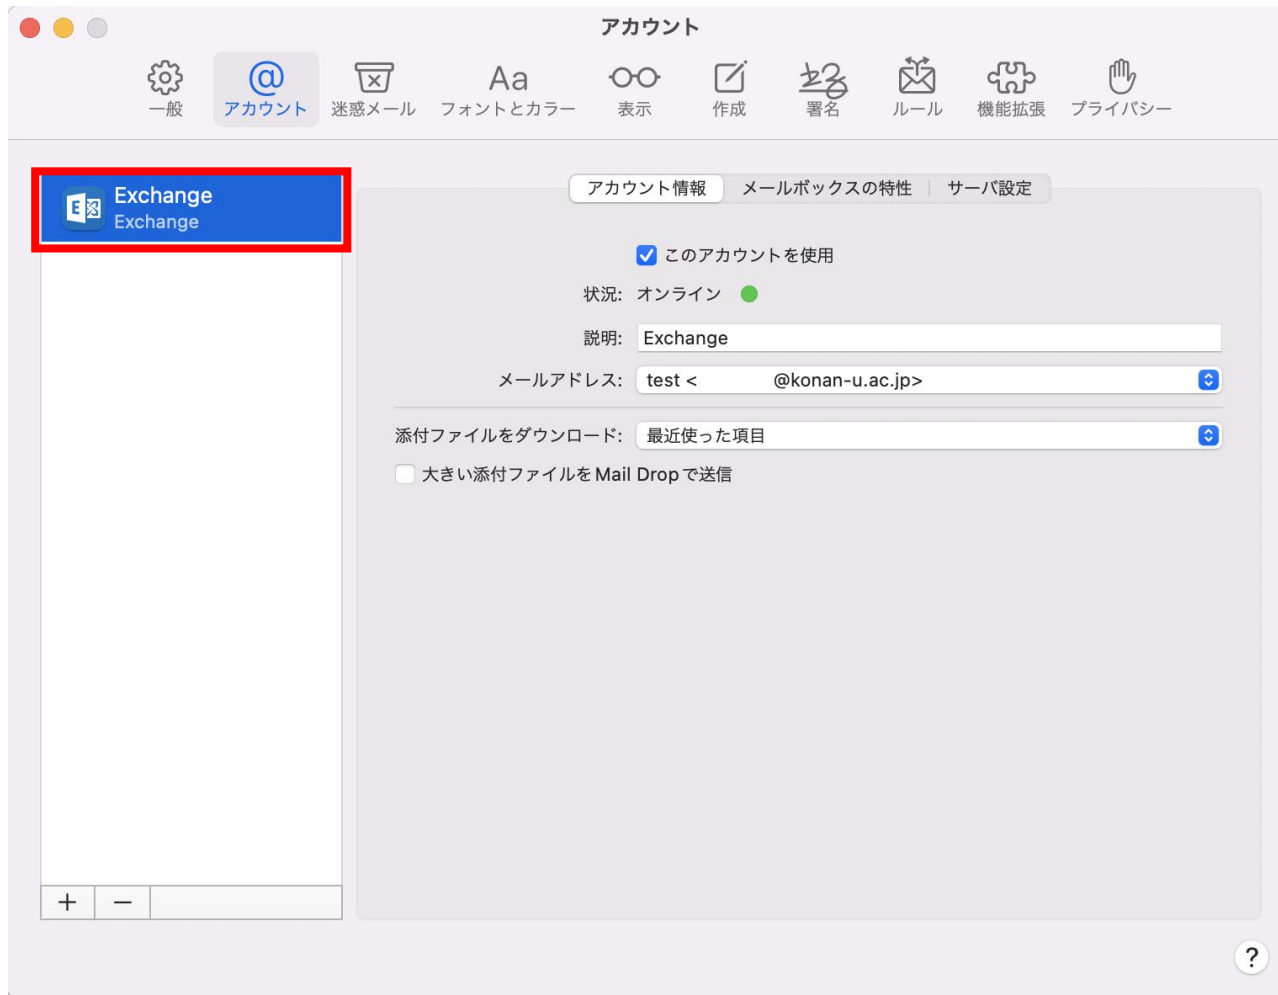 アカウント
一般
アカウント
迷惑メール
Aa
フォントとカラー
表示
作成
署名
ルール
機能拡張
プライバシー
Exchange
Exchange
アカウント情報
メールボックスの特性
サーバ設定
このアカウントを使用
状況: オンライン
説明: Exchange
メールアドレス: test < @konan-u.ac.jp>
添付ファイルをダウンロード: 最近使った項目
大きい添付ファイルをMail Dropで送信
+ −
?